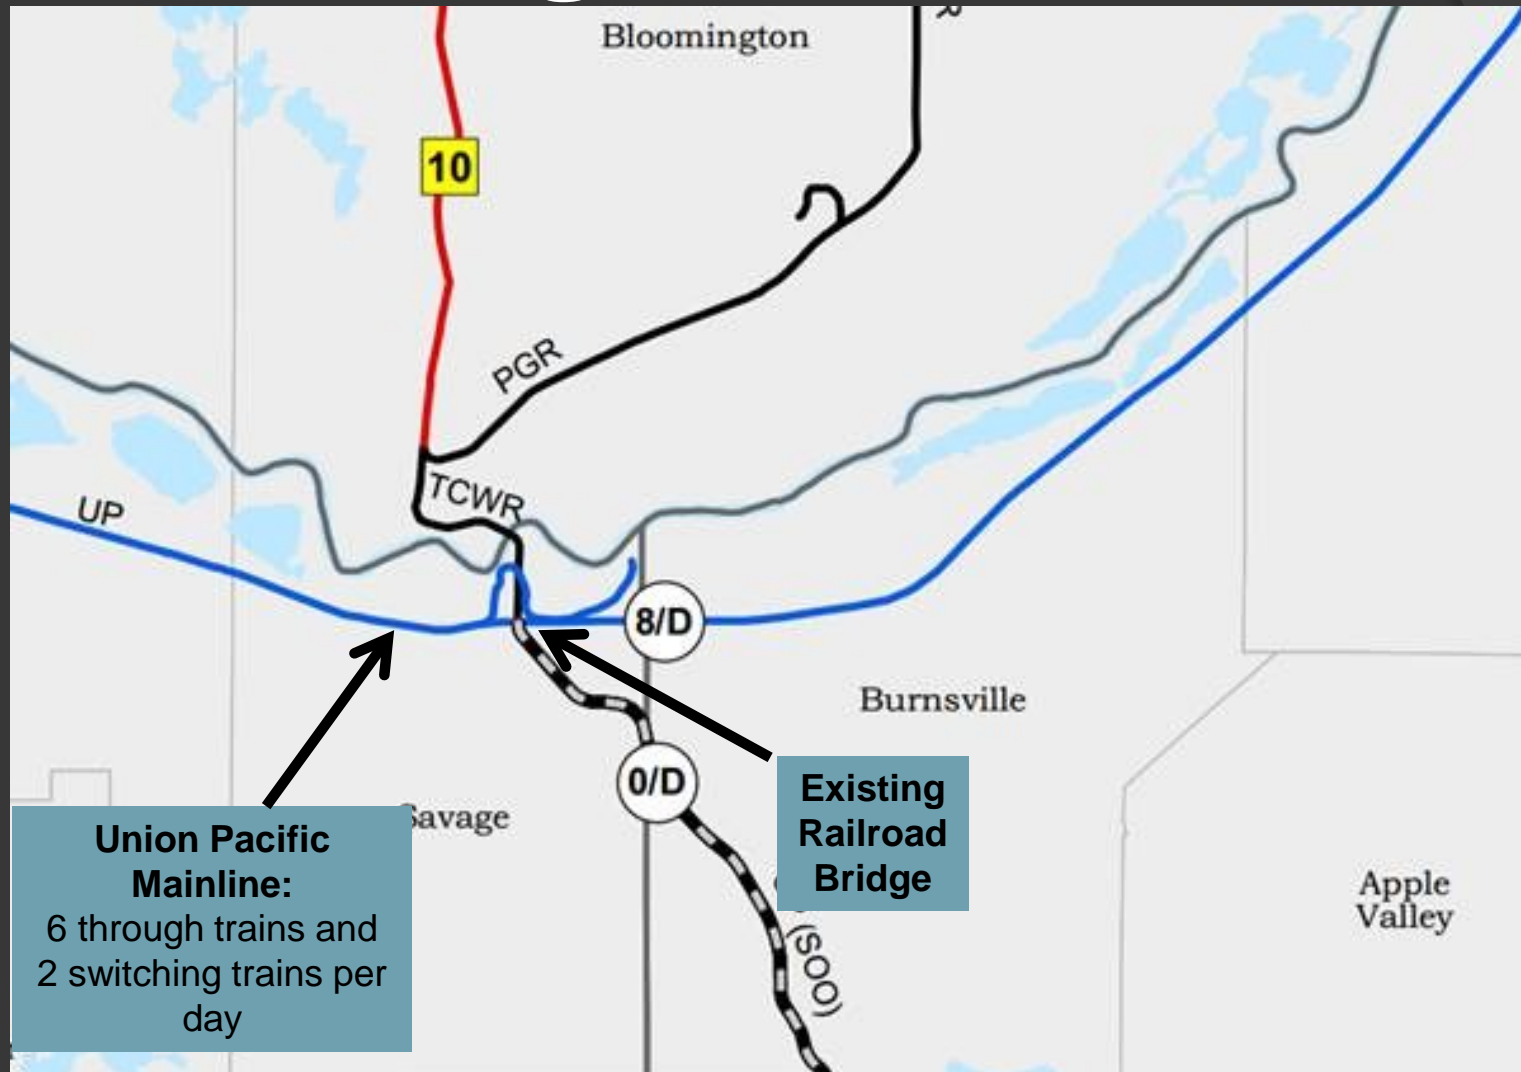 Bloomington
10
PGR
TCWR
UP
8/D
Burnsville
0/D
Savage
Existing
Railroad
Bridge
Union Pacific
Mainline:
6 through trains and
2 switching trains per
day
Apple
Valley
(SOO)